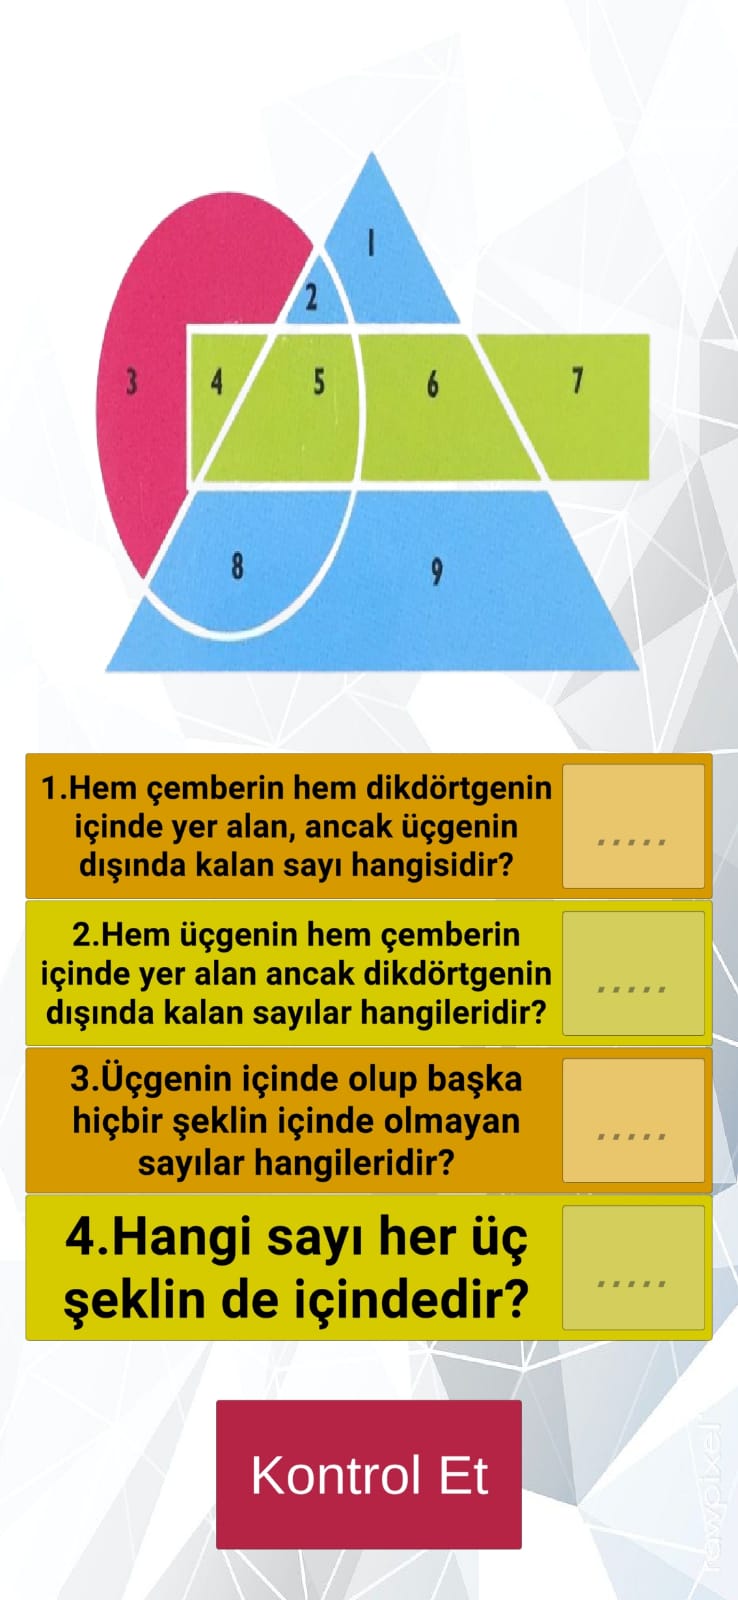 1
2
3 4 5 6 7
8 9
1.Hem çemberin hem dikdörtgenin
içinde yer alan, ancak üçgenin
dışında kalan sayı hangisidir?
.....
2.Hem üçgenin hem çemberin
içinde yer alan ancak dikdörtgenin
dışında kalan sayılar hangileridir?
.....
3.Üçgenin içinde olup başka
hiçbir şeklin içinde olmayan
sayılar hangileridir?
.....
4.Hangi sayı her üç
şeklin de içindedir?
.....
Kontrol Et
rawpixel